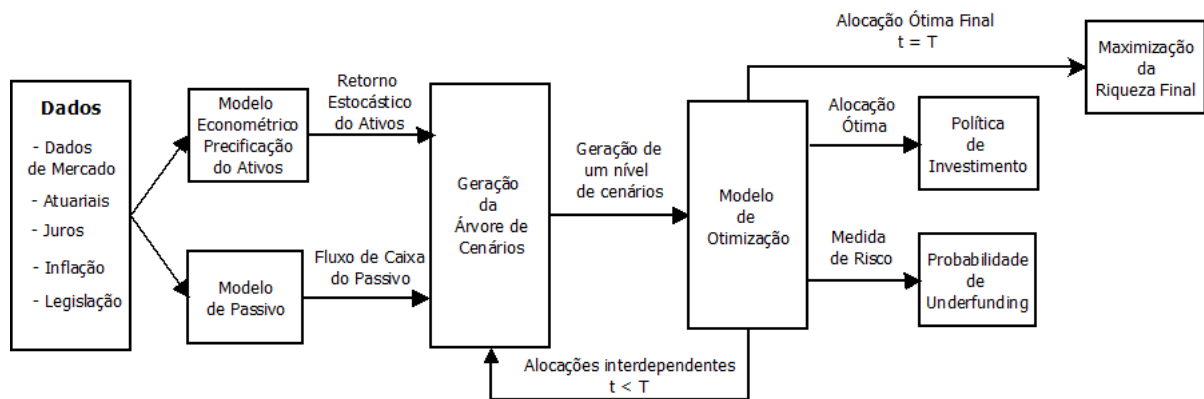 Dados
- Dados
de Mercado
- Atuariais
- Juros
- Inflação
- Legislação
Modelo
Econométrico
Precificação
do Ativos
Modelo
de Passivo
Retorno
Estocástico
do Ativos
Fluxo de Caixa
do Passivo
Geração
da
Árvore de
Cenários
Geração de
um nível
de cenários
Modelo
de
Otimização
Alocações interdependentes
t < T
Alocação Ótima Final
t = T
Maximização
da
Riqueza Final
Alocação
Ótima
Política
de
Investimento
Medida
de Risco
Probabilidade
de
Underfunding